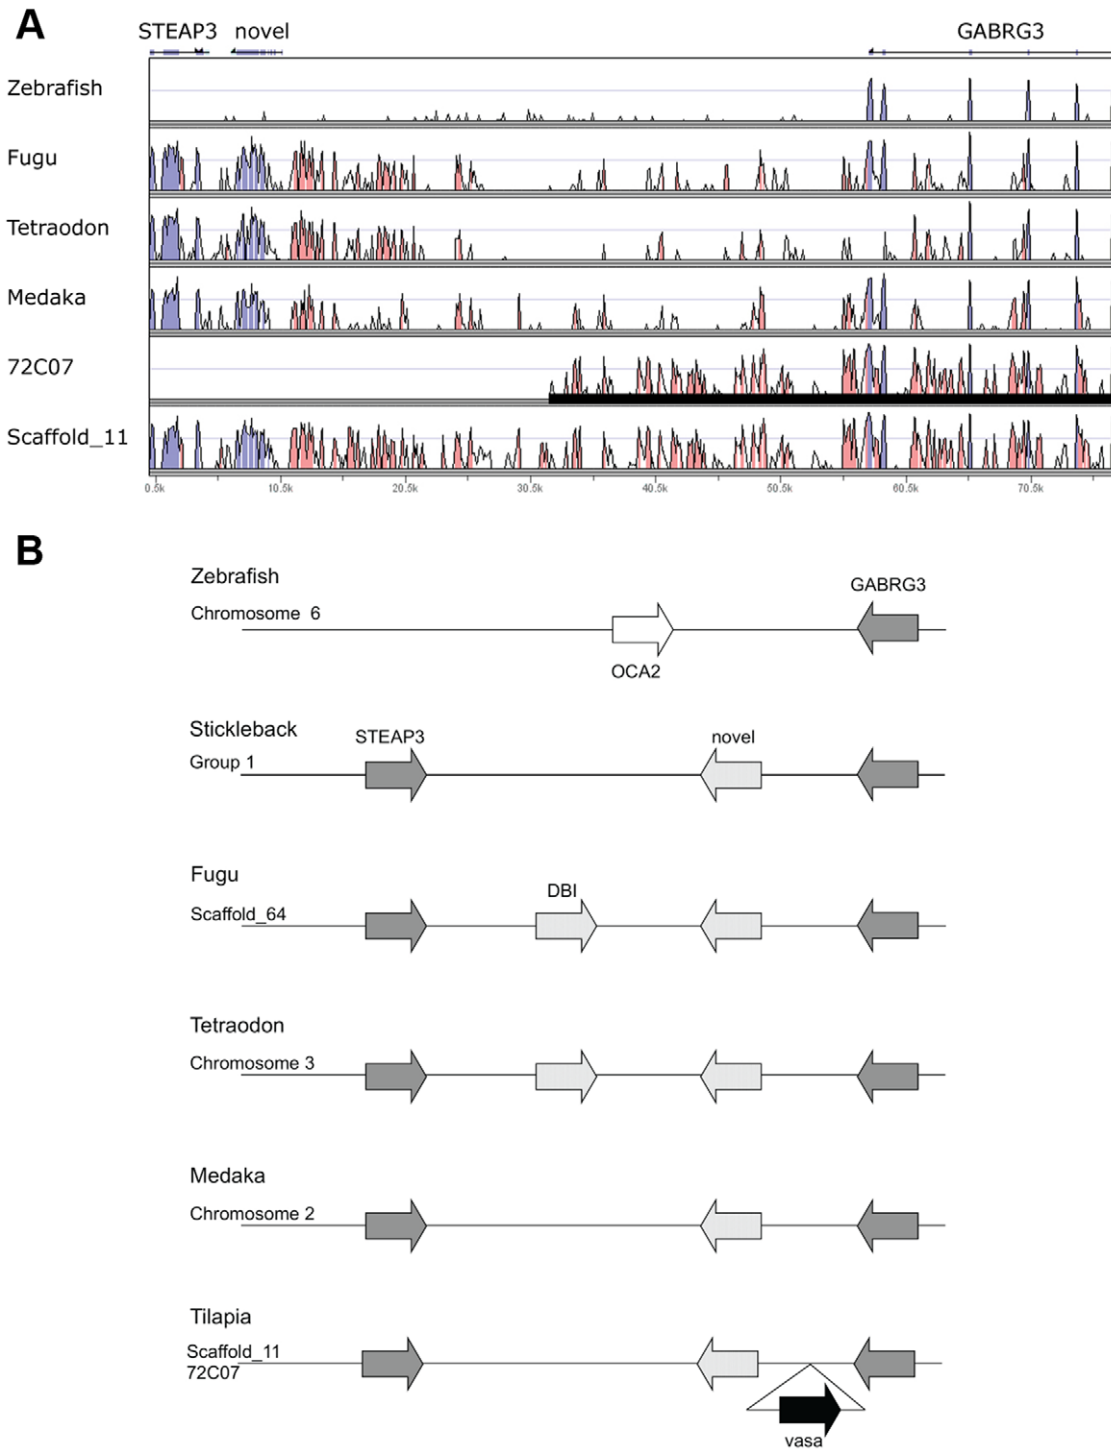 A
STEAP3 novel GABRG3
Zebrafish
Fugu
Tetraodon
Medaka
72C07
Scaffold_11
0.5k 10.5k 20.5k 30.5k 40.5k 50.5k 60.5k 70.5k
B
Zebrafish
GABRG3
Chromosome 6
OCA2
Stickleback
STEAP3 novel
Group 1
Fugu
DBI
Scaffold_64
Tetraodon
Chromosome 3
Medaka
Chromosome 2
Tilapia
Scaffold_11
72C07
vasa